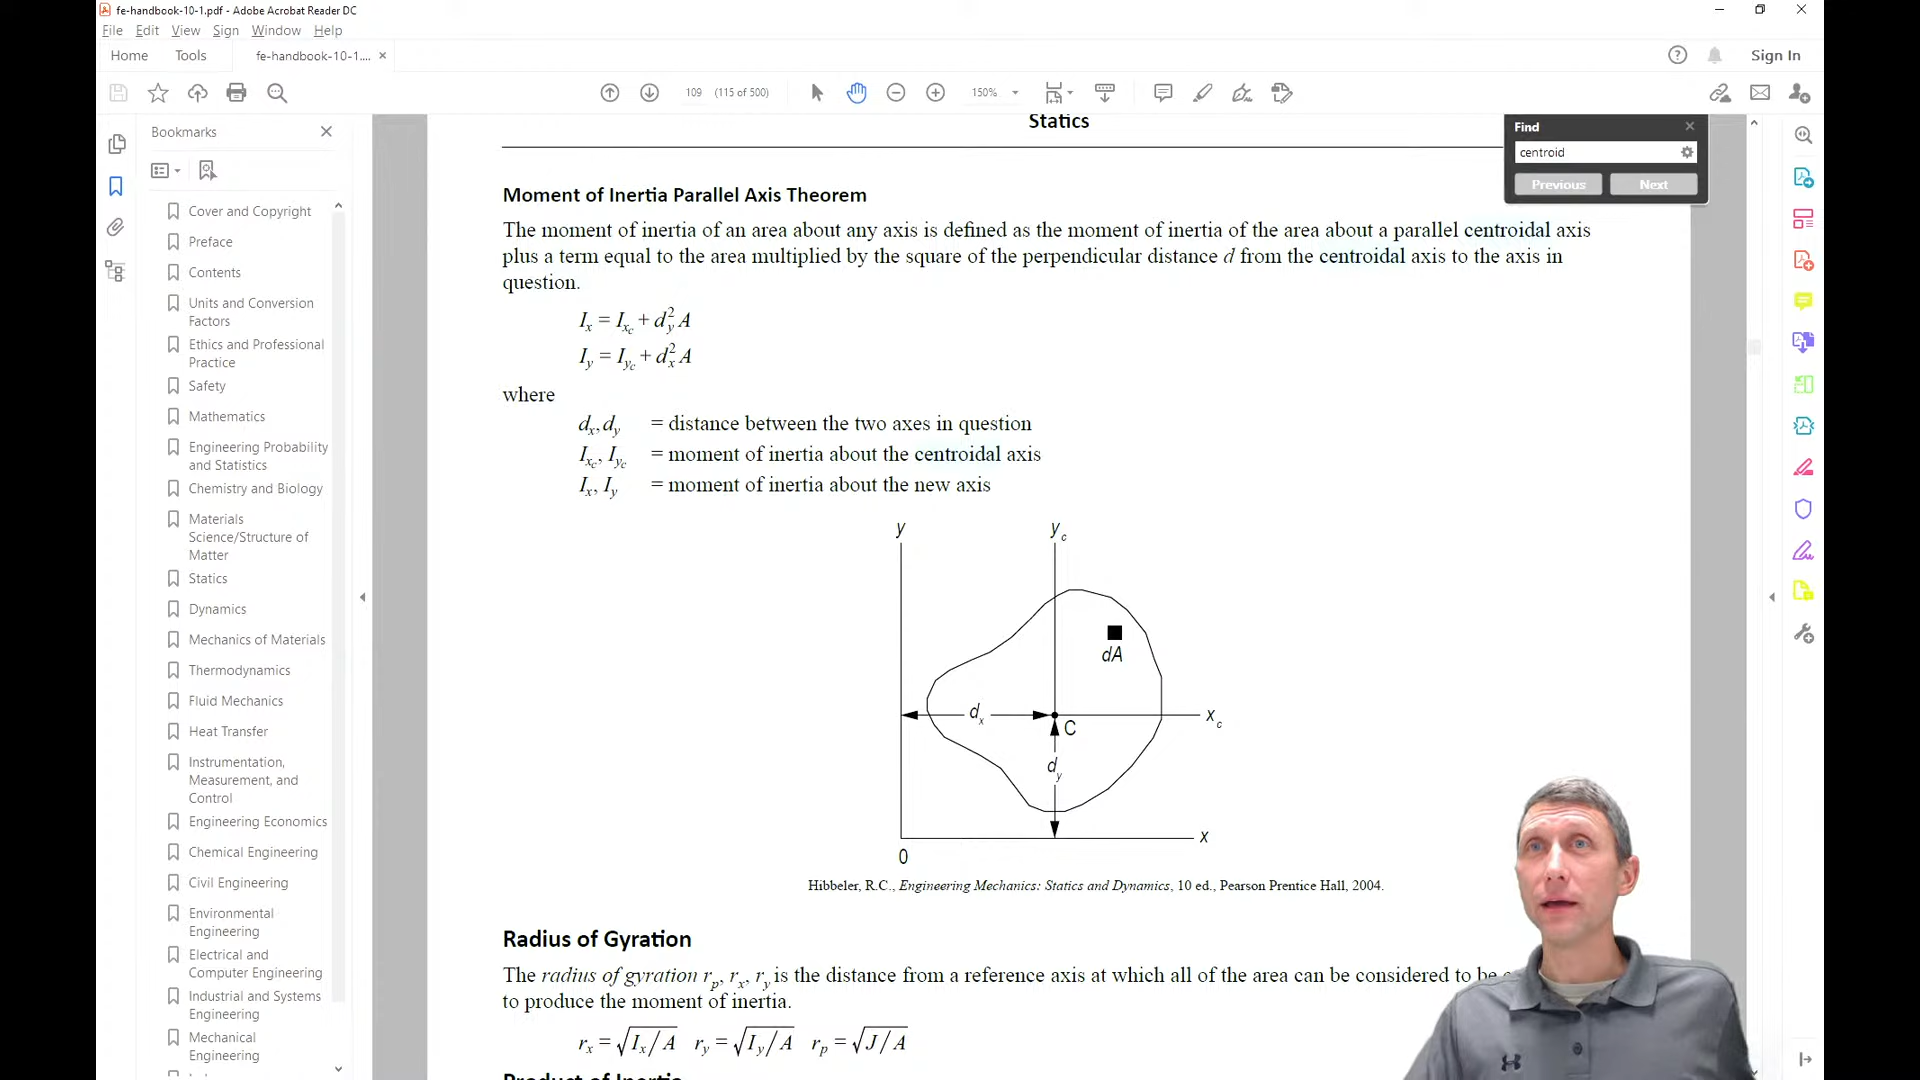 fe-handbook-10-1.pdf - Adobe Acrobat Reader DC
File Edit View Sign Window Help
Home Tools fe-handbook-10-1.... × Sign In
109 (115 of 500) 150%
Bookmarks
Cover and Copyright
Preface
Contents
Units and Conversion
Factors
Ethics and Professional
Practice
Safety
Mathematics
Engineering Probability
and Statistics
Chemistry and Biology
Materials
Science/Structure of
Matter
Statics
Dynamics
Mechanics of Materials
Thermodynamics
Fluid Mechanics
Heat Transfer
Instrumentation,
Measurement, and
Control
Engineering Economics
Chemical Engineering
Civil Engineering
Environmental
Engineering
Electrical and
Computer Engineering
Industrial and Systems
Engineering
Mechanical
Engineering
Find
centroid
Previous Next
Statics
Moment of Inertia Parallel Axis Theorem
The moment of inertia of an area about any axis is defined as the moment of inertia of the area about a parallel centroidal axis
plus a term equal to the area multiplied by the square of the perpendicular distance d from the centroidal axis to the axis in
question.
I_x = I_{x_c} + d_y^2 A
I_y = I_{y_c} + d_x^2 A
where
d_x, d_y = distance between the two axes in question
I_{x_c}, I_{y_c} = moment of inertia about the centroidal axis
I_x, I_y = moment of inertia about the new axis
y y_c
dA
d_x C x_c
d_y
x
0
Hibbeler, R.C., Engineering Mechanics: Statics and Dynamics, 10 ed., Pearson Prentice Hall, 2004.
Radius of Gyration
The radius of gyration r_p, r_x, r_y is the distance from a reference axis at which all of the area can be considered to be
to produce the moment of inertia.
r_x = √(I_x/A) r_y = √(I_y/A) r_p = √(J/A)
Product of Inertia